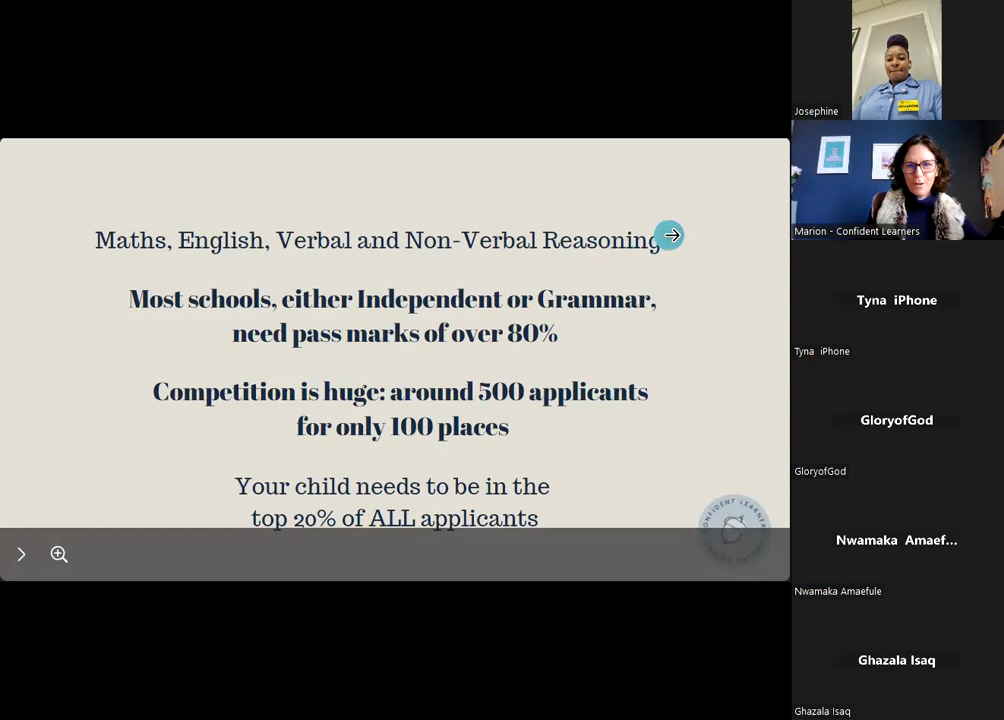 Maths, English, Verbal and Non-Verbal Reasoning
Most schools, either Independent or Grammar,
need pass marks of over 80%
Competition is huge: around 500 applicants
for only 100 places
Your child needs to be in the
top 20% of ALL applicants
CONFIDENT LEARNERS
Josephine
Marion - Confident Learners
Tyna iPhone
Tyna iPhone
GloryofGod
GloryofGod
Nwamaka Amaef...
Nwamaka Amaefule
Ghazala Isaq
Ghazala Isaq